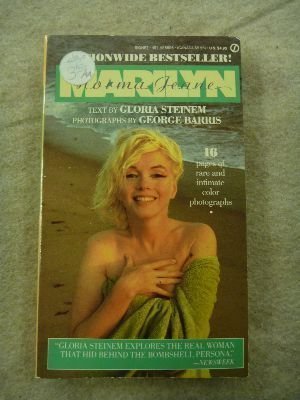 NATIONWIDE BESTSELLER!
MARILYN
Norma Jeane
TEXT BY GLORIA STEINEM
PHOTOGRAPHS BY GEORGE BARRIS
16
pages of
rare and
intimate
color
photographs
"GLORIA STEINEM EXPLORES THE REAL WOMAN
THAT HID BEHIND THE BOMBSHELL PERSONA."
—NEWSWEEK